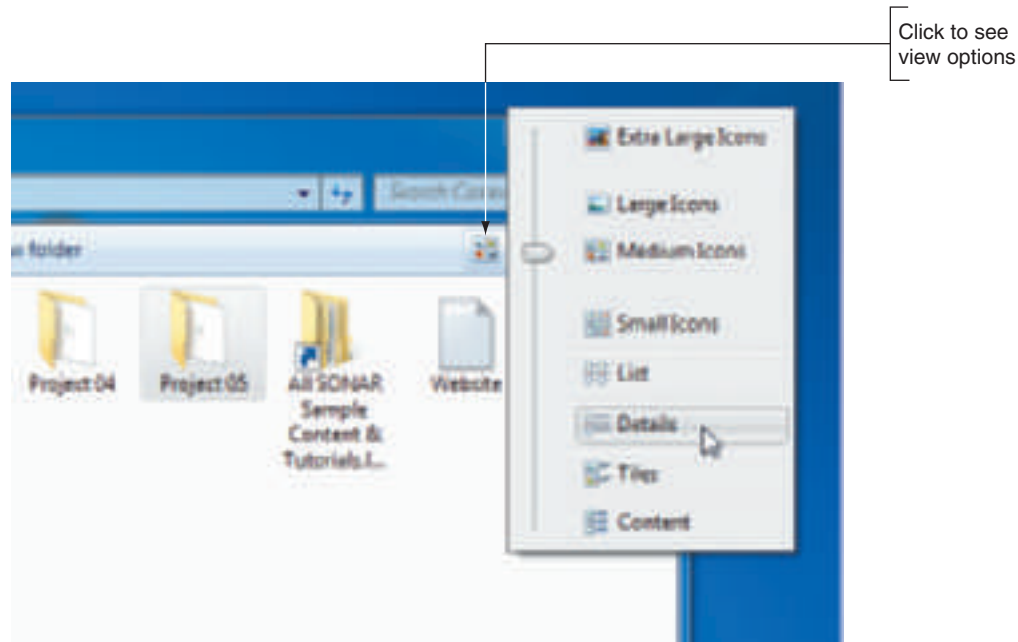 Click to see
view options
Extra Large Icons
Large Icons
Medium Icons
Small Icons
List
Details
Tiles
Content
Search
folder
Project 04
Project 05
All SONAR
Sample
Content &
Tutorials.l...
Website